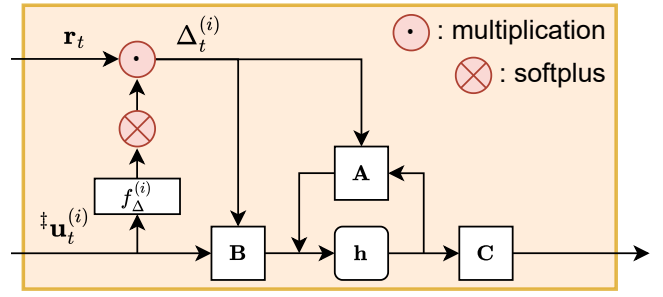 r_t
Δ_t^{(i)}
⊙ : multiplication
⊗ : softplus
A
f_Δ^{(i)}
‡u_t^{(i)}
B
h
C